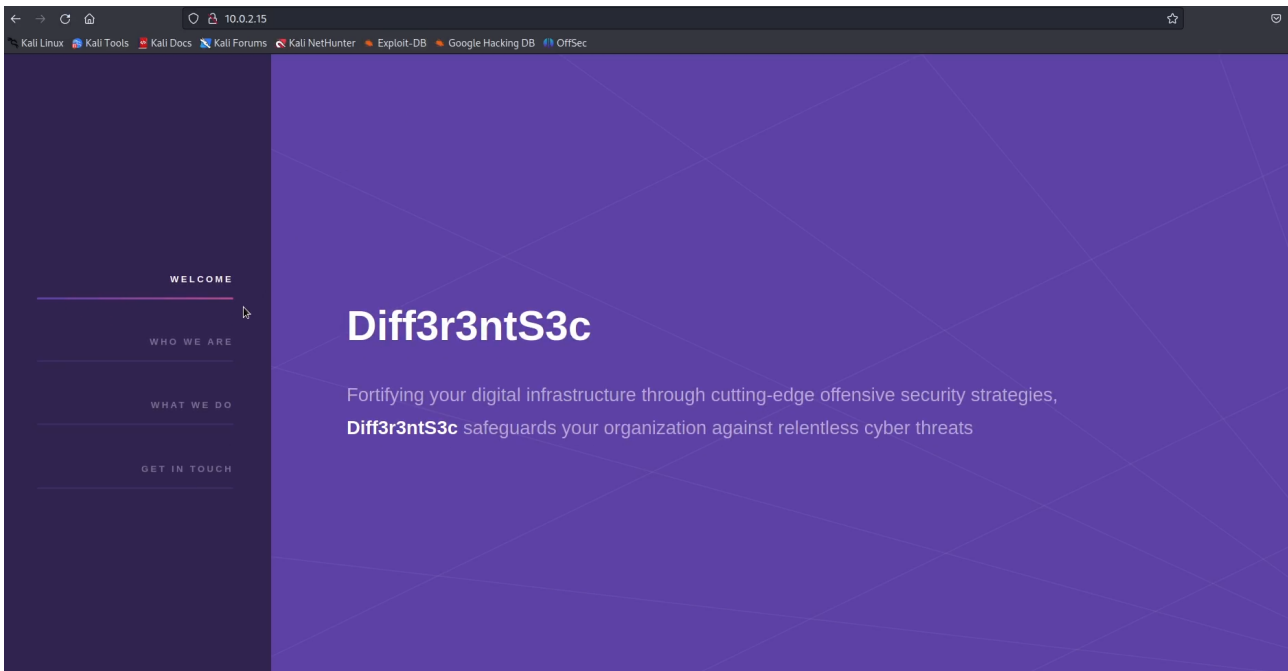 10.0.2.15
Kali Linux Kali Tools Kali Docs Kali Forums Kali NetHunter Exploit-DB Google Hacking DB OffSec
WELCOME
WHO WE ARE
WHAT WE DO
GET IN TOUCH
Diff3r3ntS3c
Fortifying your digital infrastructure through cutting-edge offensive security strategies,
Diff3r3ntS3c safeguards your organization against relentless cyber threats